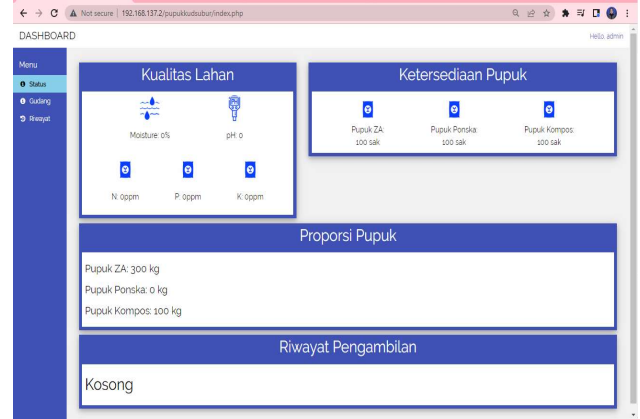 Not secure | 192.168.137.2/pupukkudsubur/index.php
DASHBOARD
Hello, admin
Menu
Status
Gudang
Riwayat
Kualitas Lahan
Moisture: 0%
pH: 0
N: 0ppm
P: 0ppm
K: 0ppm
Ketersediaan Pupuk
Pupuk ZA:
100 sak
Pupuk Ponska:
100 sak
Pupuk Kompos:
100 sak
Proporsi Pupuk
Pupuk ZA: 300 kg
Pupuk Ponska: 0 kg
Pupuk Kompos: 100 kg
Riwayat Pengambilan
Kosong